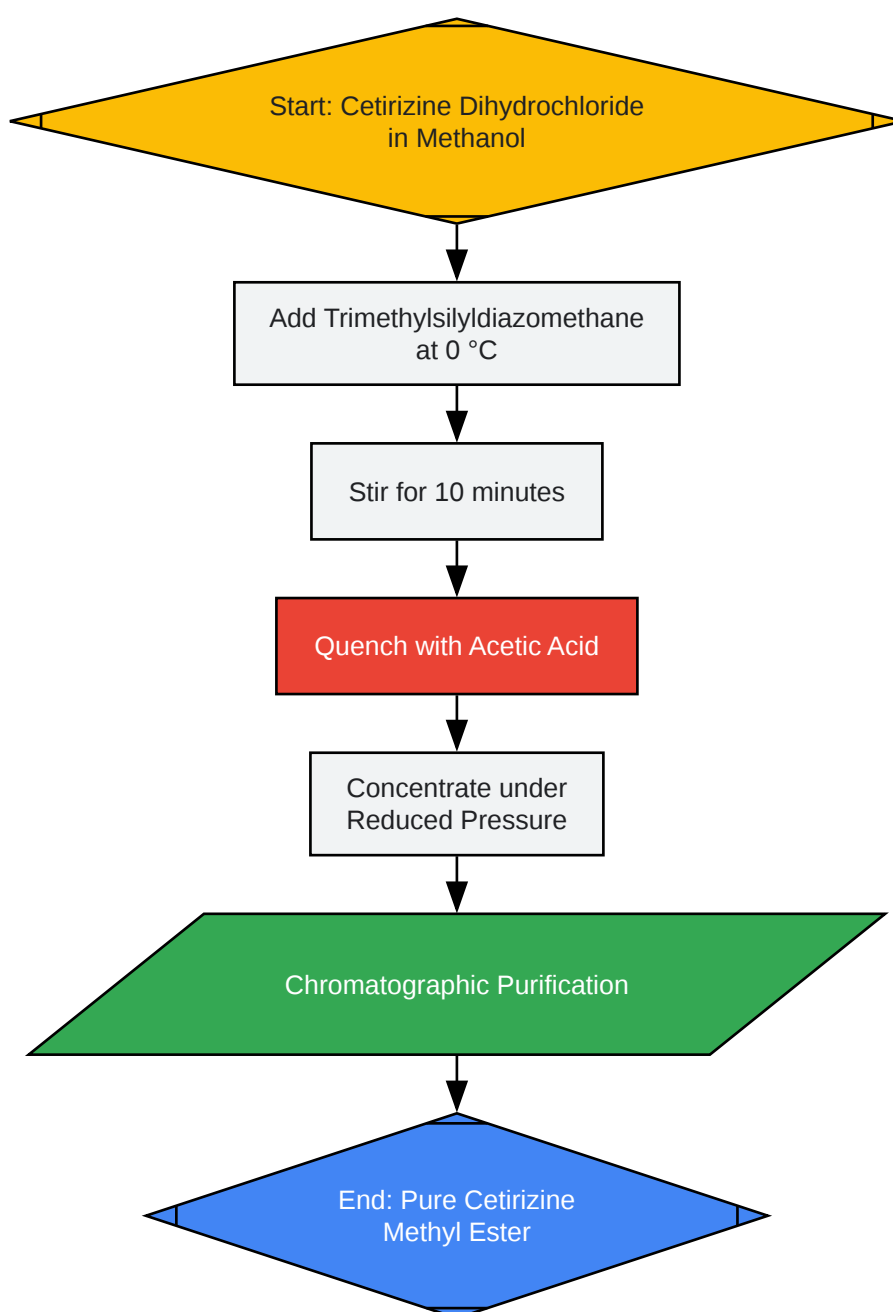 Start: Cetirizine Dihydrochloride
in Methanol
Add Trimethylsilyldiazomethane
at 0 °C
Stir for 10 minutes
Quench with Acetic Acid
Concentrate under
Reduced Pressure
Chromatographic Purification
End: Pure Cetirizine
Methyl Ester